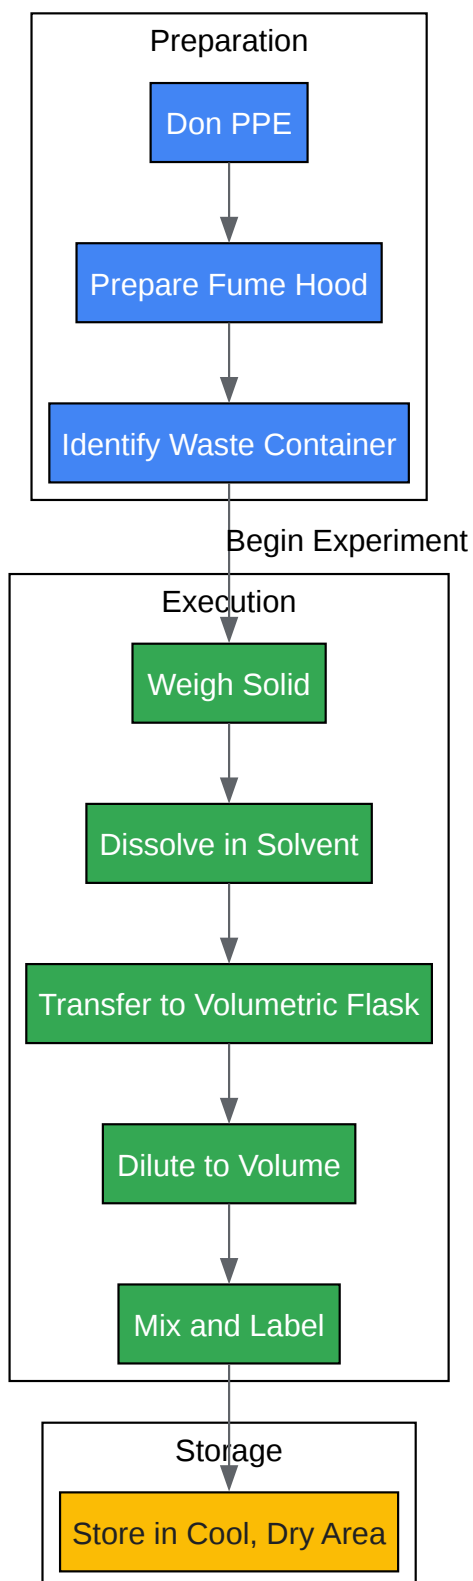 Preparation
Don PPE
Prepare Fume Hood
Identify Waste Container
Begin Experiment
Execution
Weigh Solid
Dissolve in Solvent
Transfer to Volumetric Flask
Dilute to Volume
Mix and Label
Storage
Store in Cool, Dry Area